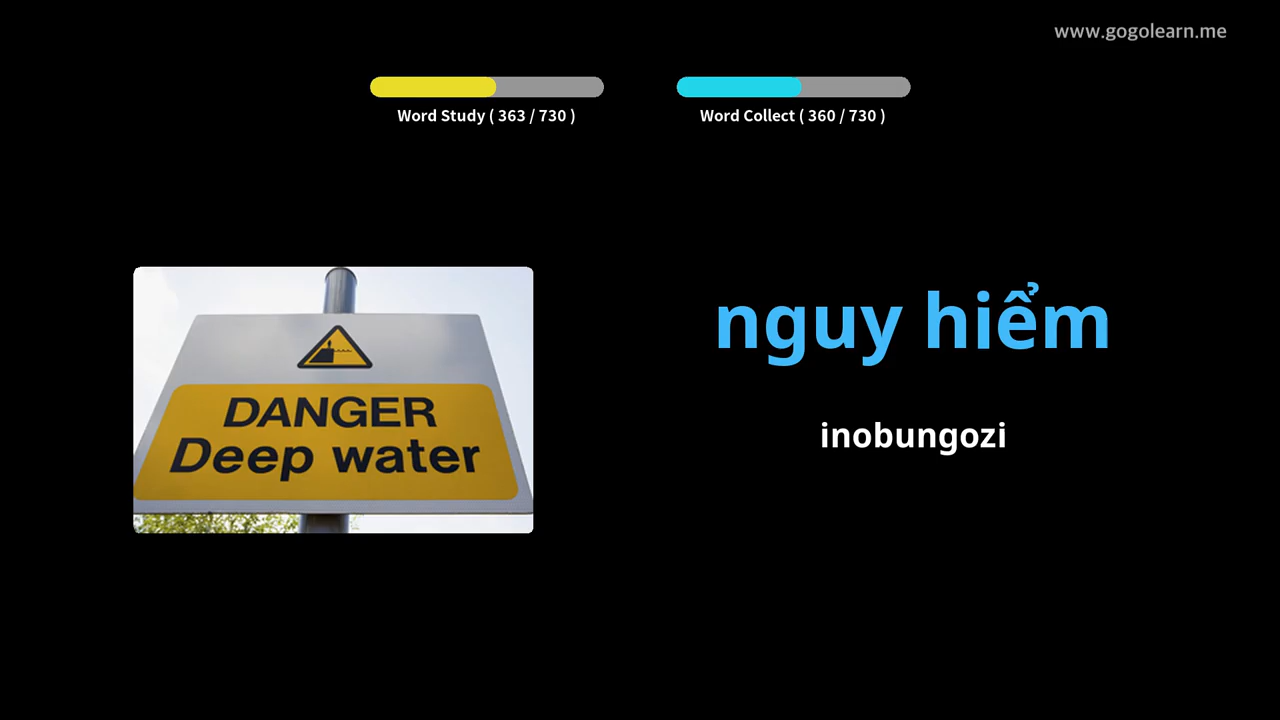 www.gogolearn.me
Word Study ( 363 / 730 )
Word Collect ( 360 / 730 )
DANGER
Deep water
nguy hiểm
inobungozi